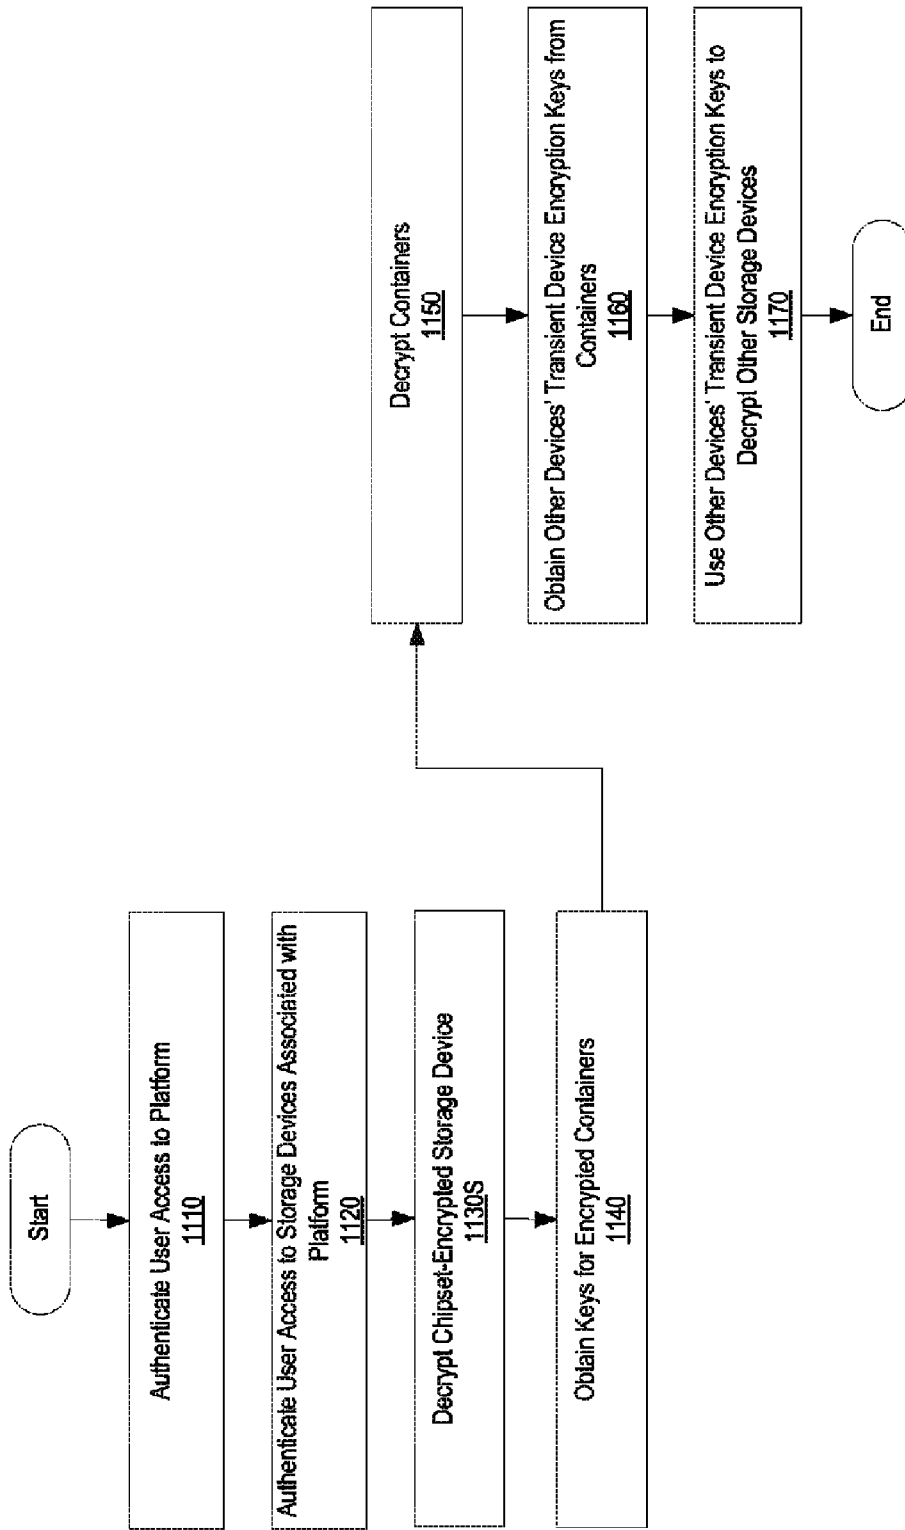 Start
Authenticate User Access to Platform
1110
Authenticate User Access to Storage Devices Associated with
Platform
1120
Decrypt Chipset-Encrypted Storage Device
1130S
Obtain Keys for Encrypted Containers
1140
Decrypt Containers
1150
Obtain Other Devices' Transient Device Encryption Keys from
Containers
1160
Use Other Devices' Transient Device Encryption Keys to
Decrypt Other Storage Devices
1170
End